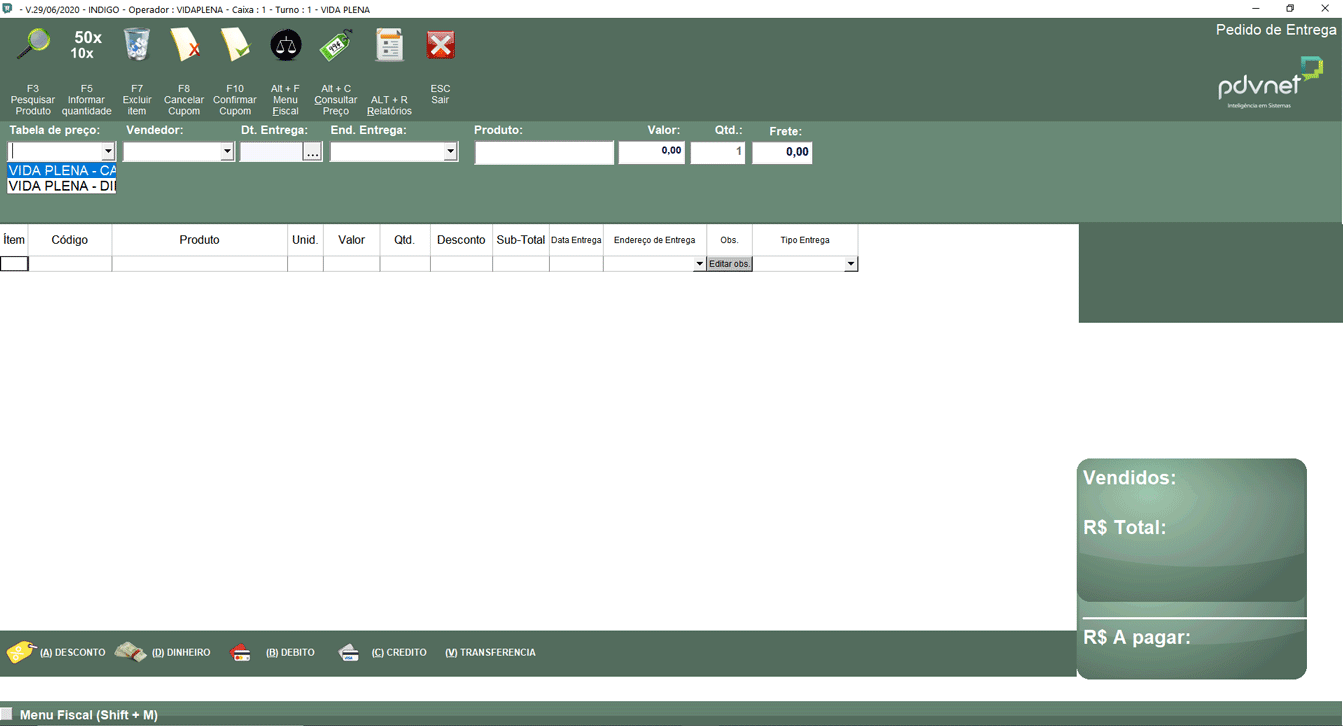 - V.29/06/2020 - INDIGO - Operador : VIDAPLENA - Caixa : 1 - Turno : 1 - VIDA PLENA
Pedido de Entrega
50x
10x
pdvnet
Inteligência em Sistemas
F3 Pesquisar Produto
F5 Informar quantidade
F7 Excluir item
F8 Cancelar Cupom
F10 Confirmar Cupom
Alt + F Menu Fiscal
Alt + C Consultar Preço
ALT + R Relatórios
ESC Sair
Tabela de preço: Vendedor: Dt. Entrega: End. Entrega: Produto: Valor: Qtd.: Frete:
... 0,00 1 0,00
VIDA PLENA - CA
VIDA PLENA - DI
Ítem Código Produto Unid. Valor Qtd. Desconto Sub-Total Data Entrega Endereço de Entrega Obs. Tipo Entrega
Editar obs.
Vendidos:
R$ Total:
R$ A pagar:
(A) DESCONTO (D) DINHEIRO (B) DEBITO (C) CREDITO (V) TRANSFERENCIA
Menu Fiscal (Shift + M)